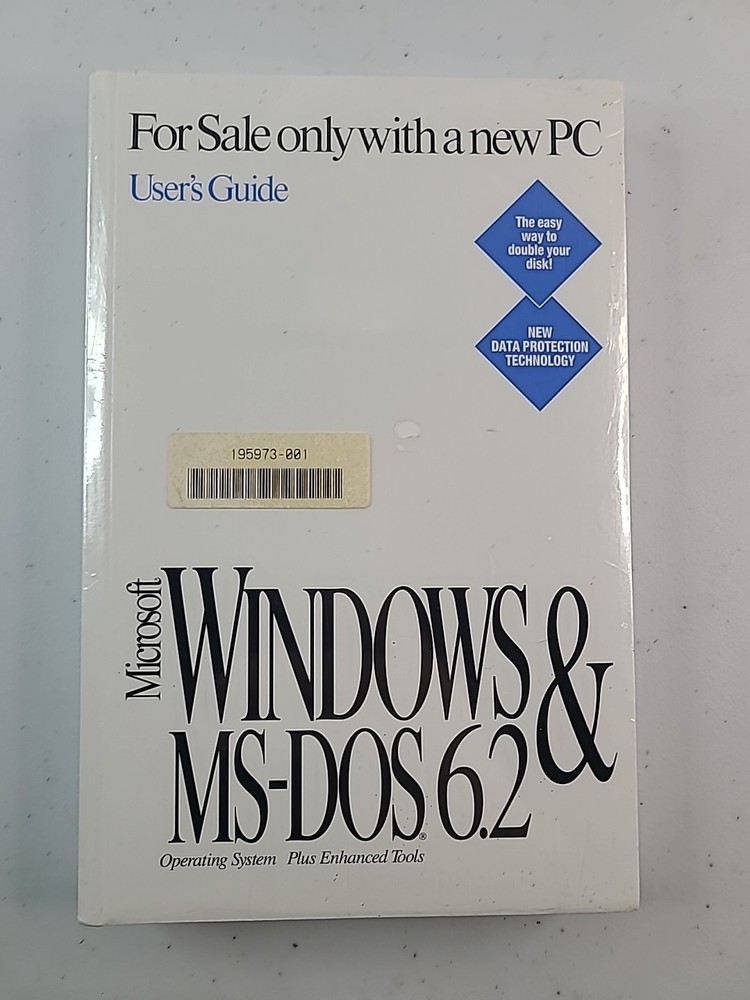 For Sale only with a new PC
User's Guide
The easy
way to
double your
disk!
NEW
DATA PROTECTION
TECHNOLOGY
195973-001
Microsoft
WINDOWS &
MS-DOS® 6.2
Operating System Plus Enhanced Tools